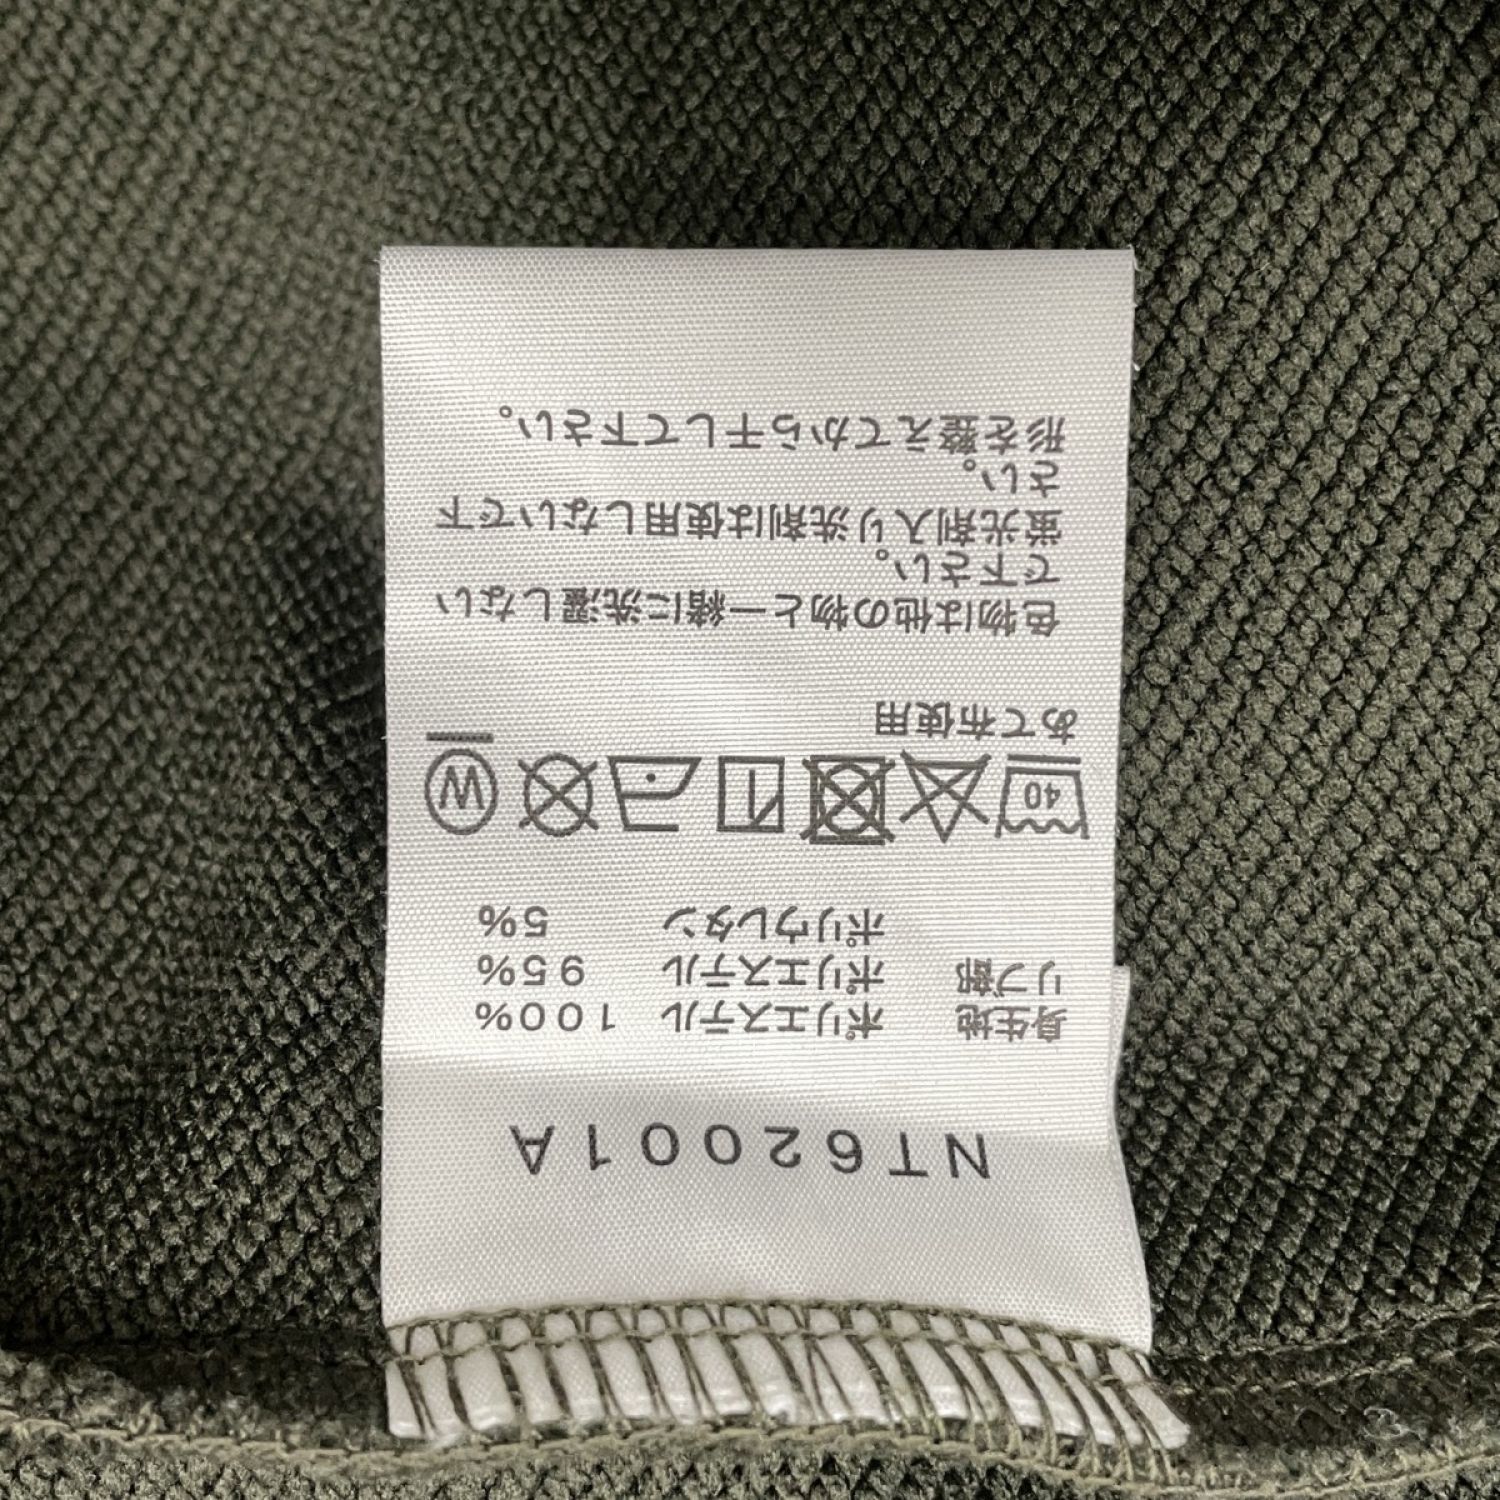 NT62001A
身生地 ポリエステル 100%
リブ部 ポリエステル 95%
ポリウレタン 5%
40 W
あて布使用
色物は他の物と一緒に洗濯しない
で下さい。
蛍光剤入り洗剤は使用しないで下
さい。
形を整えてから干して下さい。